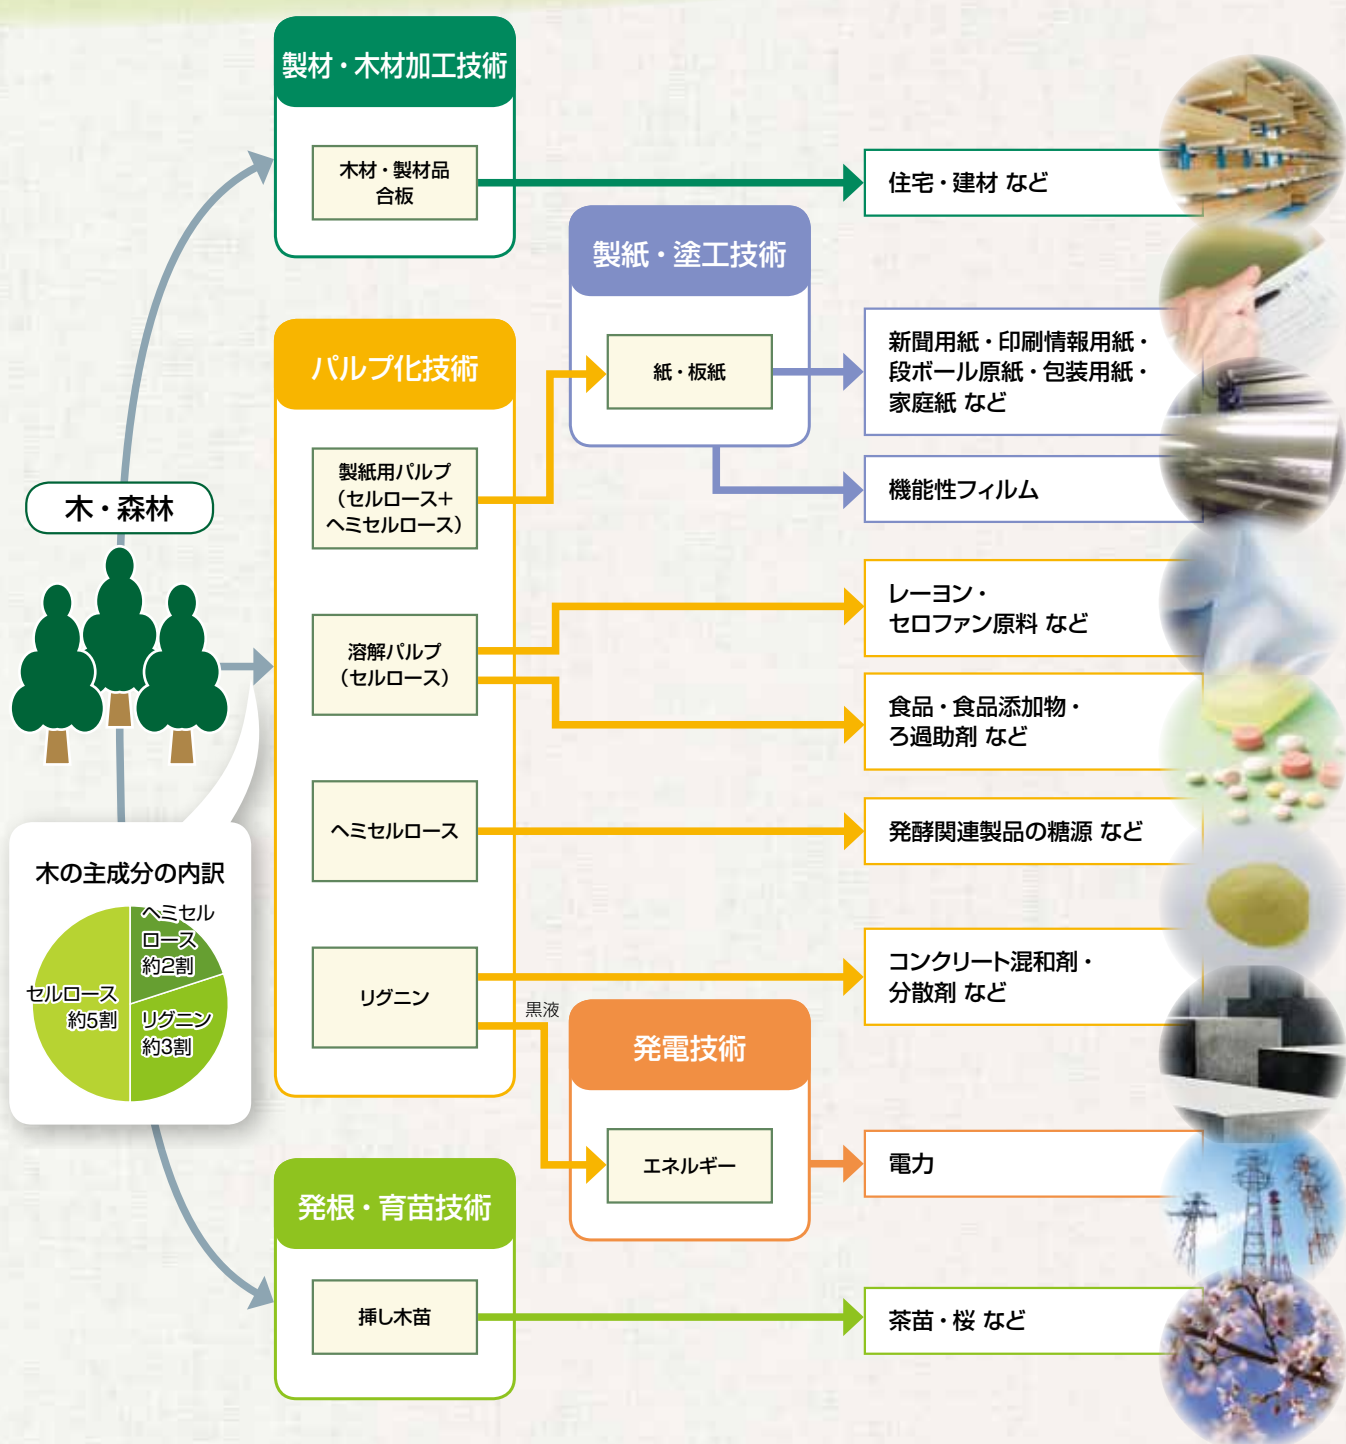 製材・木材加工技術
木材・製材品
合板
住宅・建材 など
製紙・塗工技術
紙・板紙
新聞用紙・印刷情報用紙・
段ボール原紙・包装用紙・
家庭紙 など
機能性フィルム
パルプ化技術
製紙用パルプ
（セルロース＋
ヘミセルロース）
木・森林
溶解パルプ
（セルロース）
レーヨン・
セロファン原料 など
食品・食品添加物・
ろ過助剤 など
ヘミセルロース
発酵関連製品の糖源 など
木の主成分の内訳
ヘミセル
ロース
約2割
セルロース
約5割
リグニン
約3割
リグニン
コンクリート混和剤・
分散剤 など
黒液
発電技術
エネルギー
電力
発根・育苗技術
挿し木苗
茶苗・桜 など